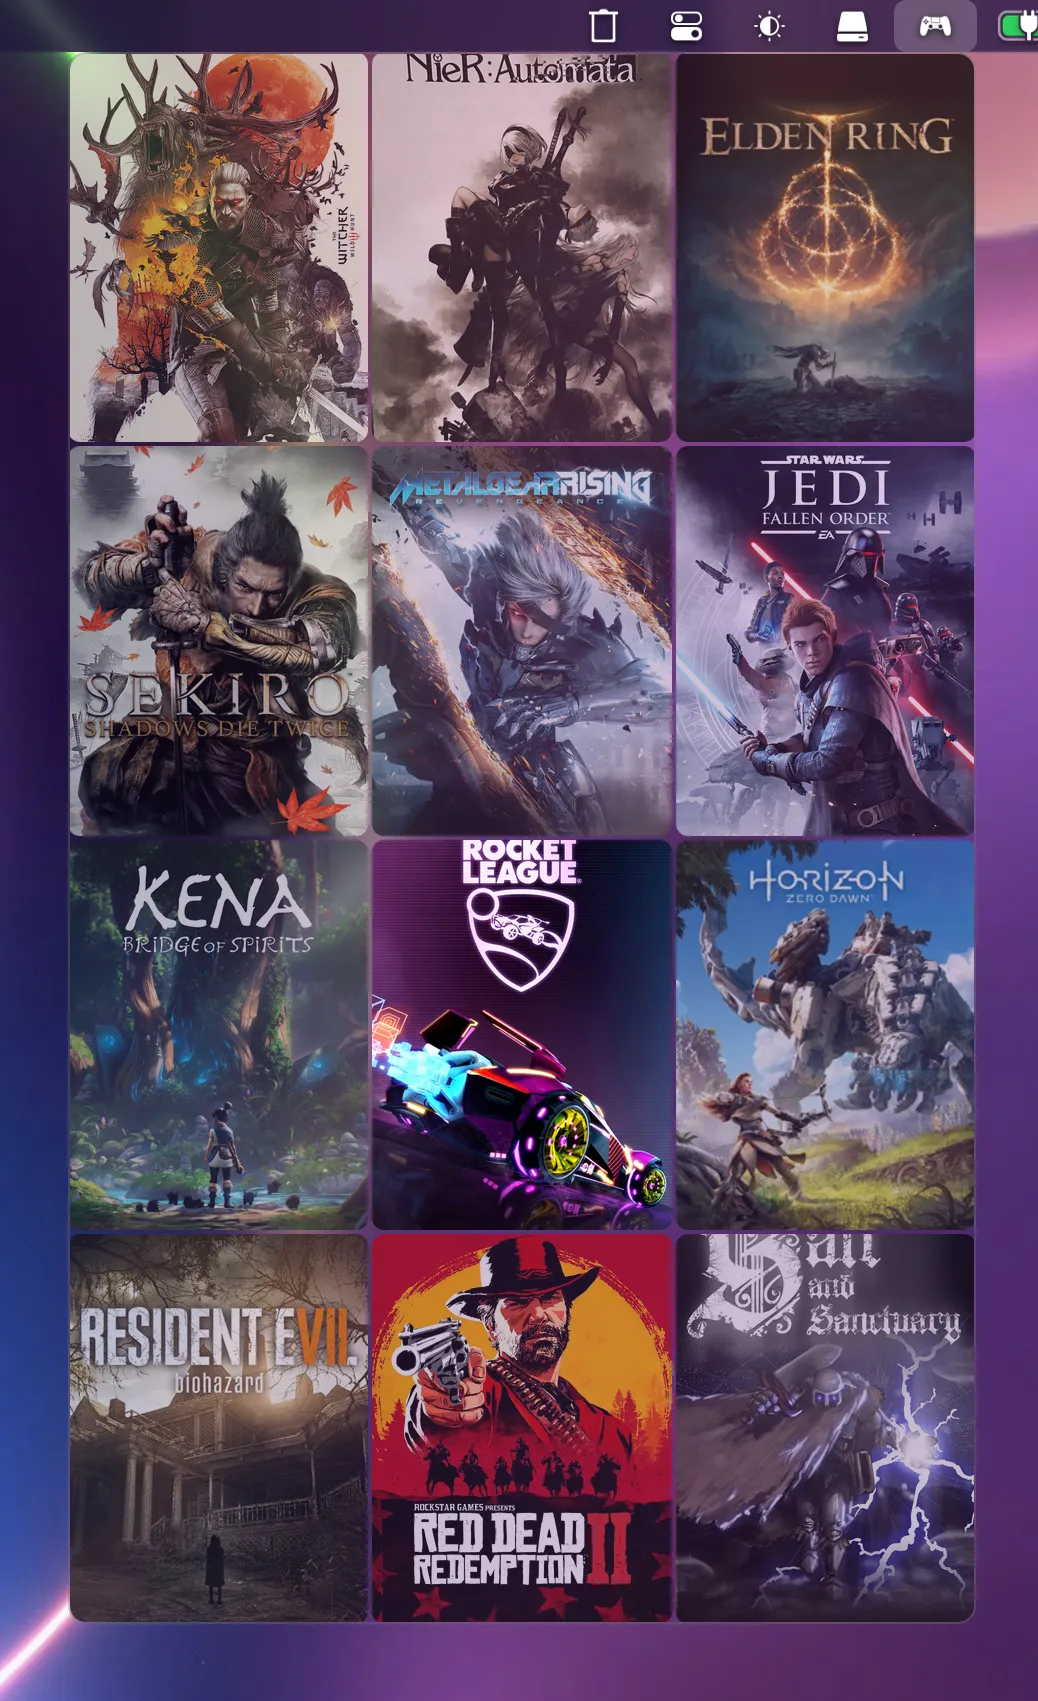 THE
WITCHER
WILD HUNT
NieR:Automata
ELDEN RING
SEKIRO
SHADOWS DIE TWICE
METAL GEAR RISING
REVENGEANCE
STAR WARS
JEDI
FALLEN ORDER
EA
KENA
BRIDGE OF SPIRITS
ROCKET
LEAGUE
HORIZON
ZERO DAWN
RESIDENT EVII.
biohazard
ROCKSTAR GAMES PRESENTS
RED DEAD
REDEMPTION II
Salt
and
Sanctuary